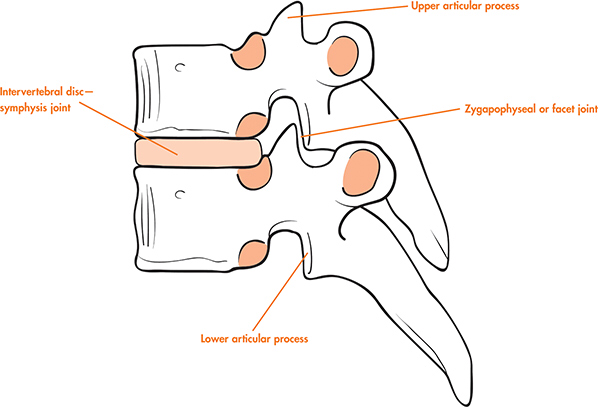 Upper articular process
Intervertebral disc—
symphysis joint
Zygapophyseal or facet joint
Lower articular process